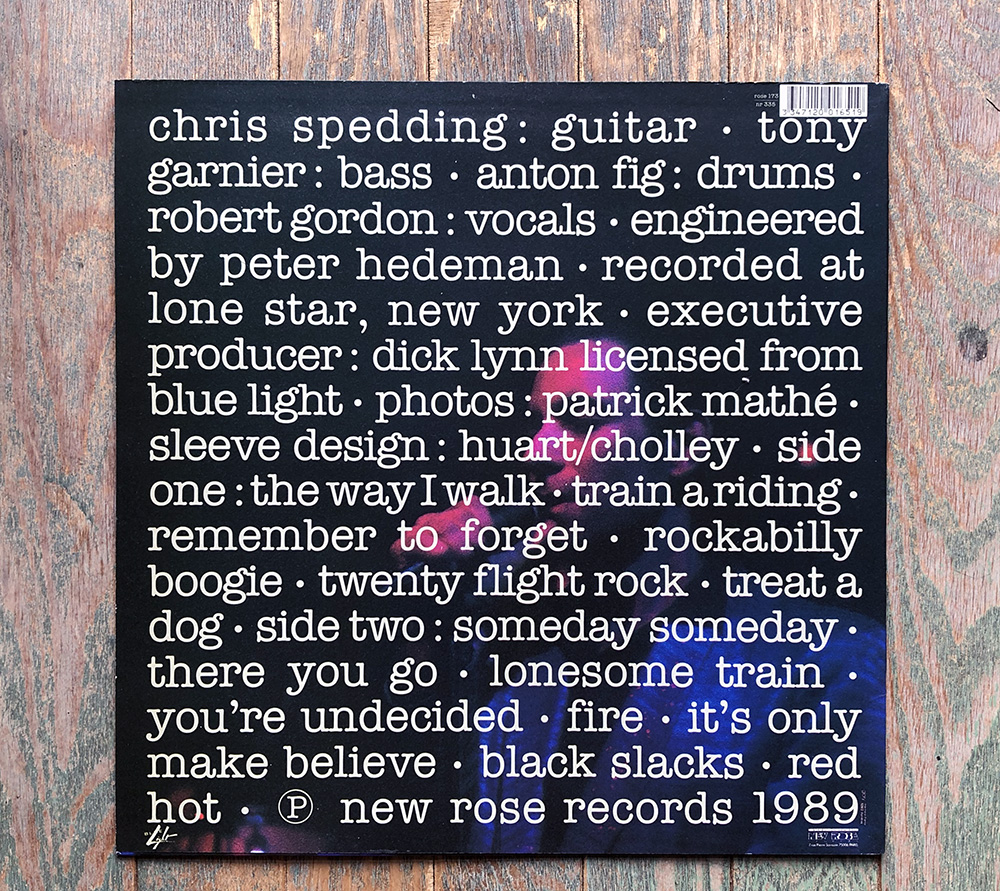 rose 173
nr 335
3 347120 016519
chris spedding: guitar · tony
garnier: bass · anton fig: drums ·
robert gordon: vocals · engineered
by peter hedeman · recorded at
lone star, new york · executive
producer: dick lynn licensed from
blue light · photos: patrick mathé ·
sleeve design: huart/cholley · side
one: the way I walk · train a riding ·
remember to forget · rockabilly
boogie · twenty flight rock · treat a
dog · side two: someday someday ·
there you go · lonesome train ·
you're undecided · fire · it's only
make believe · black slacks · red
hot · Ⓟ new rose records 1989
NEW ROSE